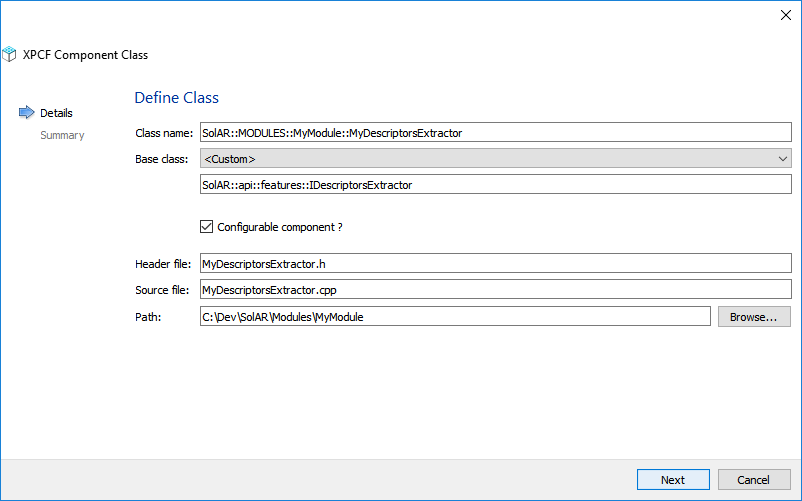 XPCF Component Class
Define Class
Details
Summary
Class name: SolAR::MODULES::MyModule::MyDescriptorsExtractor
Base class: <Custom>
SolAR::api::features::IDescriptorsExtractor
Configurable component ?
Header file: MyDescriptorsExtractor.h
Source file: MyDescriptorsExtractor.cpp
Path: C:\Dev\SolAR\Modules\MyModule Browse...
Next Cancel